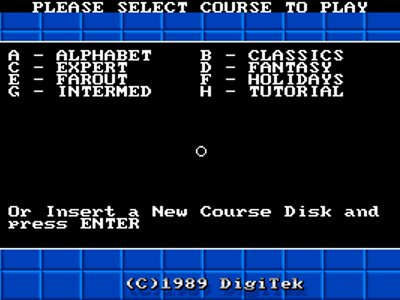 PLEASE SELECT COURSE TO PLAY
A - ALPHABET B - CLASSICS
C - EXPERT D - FANTASY
E - FAROUT F - HOLIDAYS
G - INTERMED H - TUTORIAL
Or Insert a New Course Disk and
press ENTER
(C)1989 DigiTek